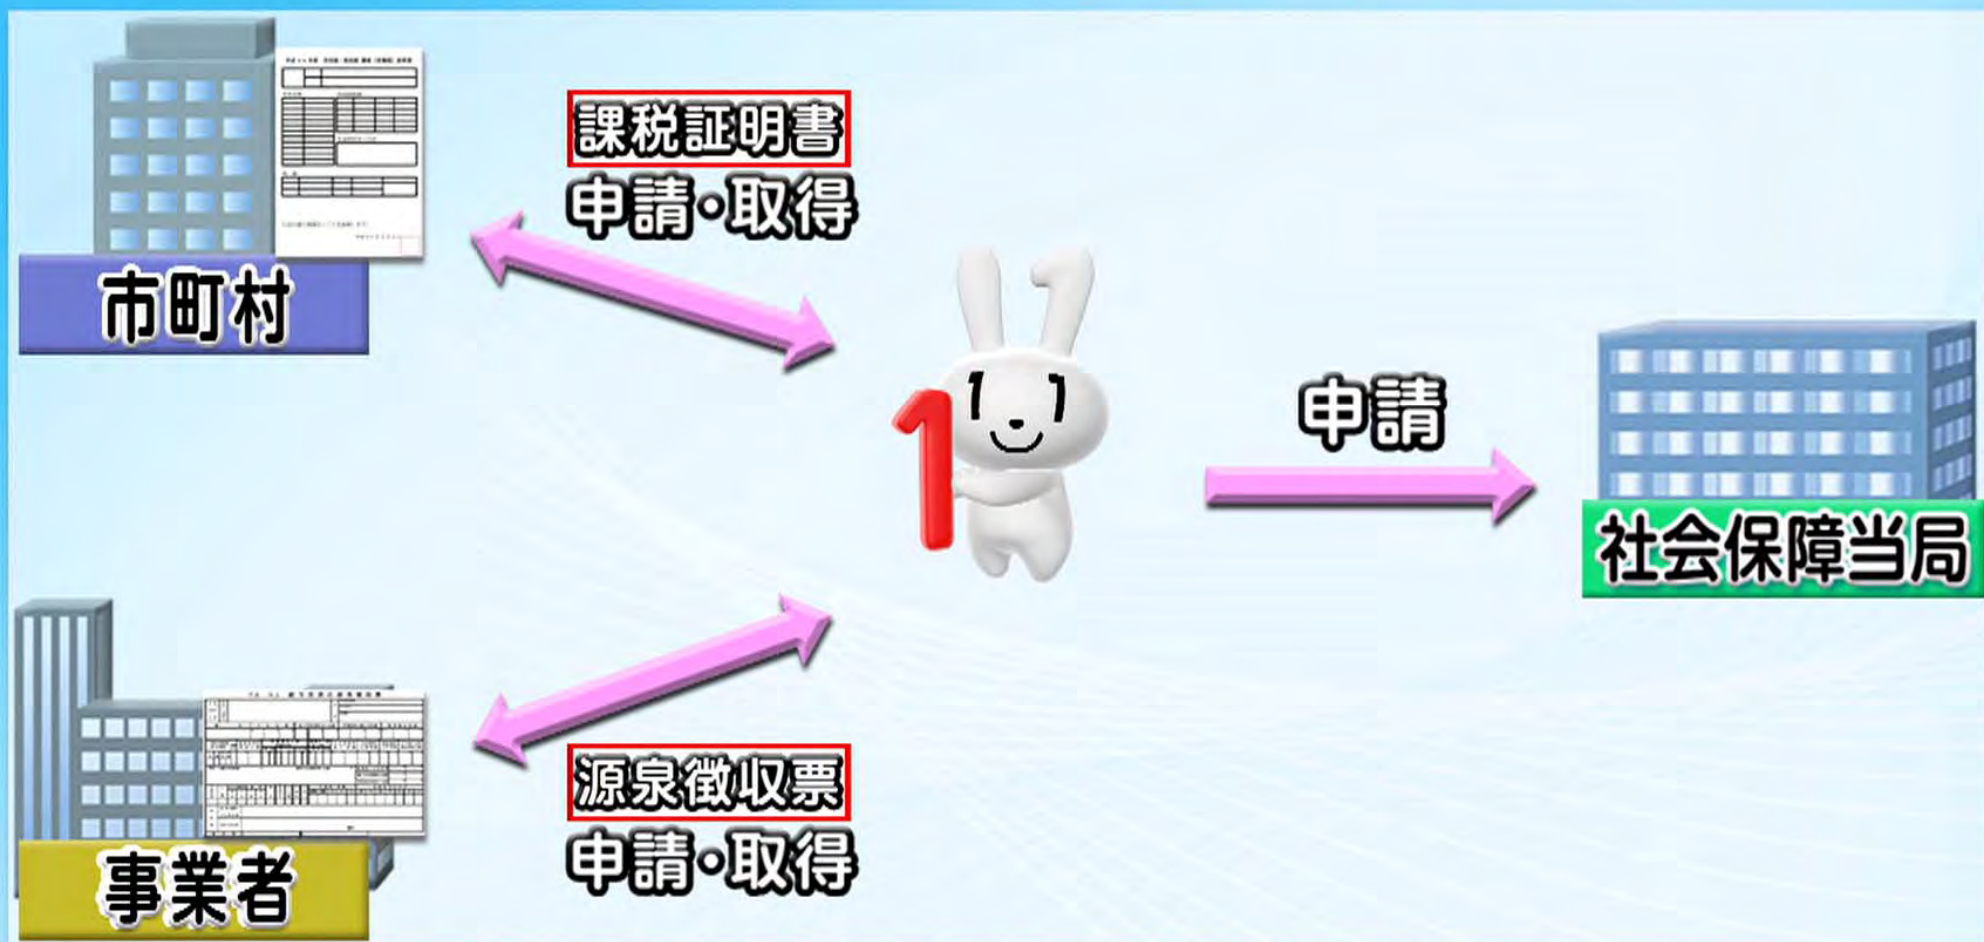 課税証明書
申請・取得
市町村
申請
社会保障当局
源泉徴収票
申請・取得
事業者
1